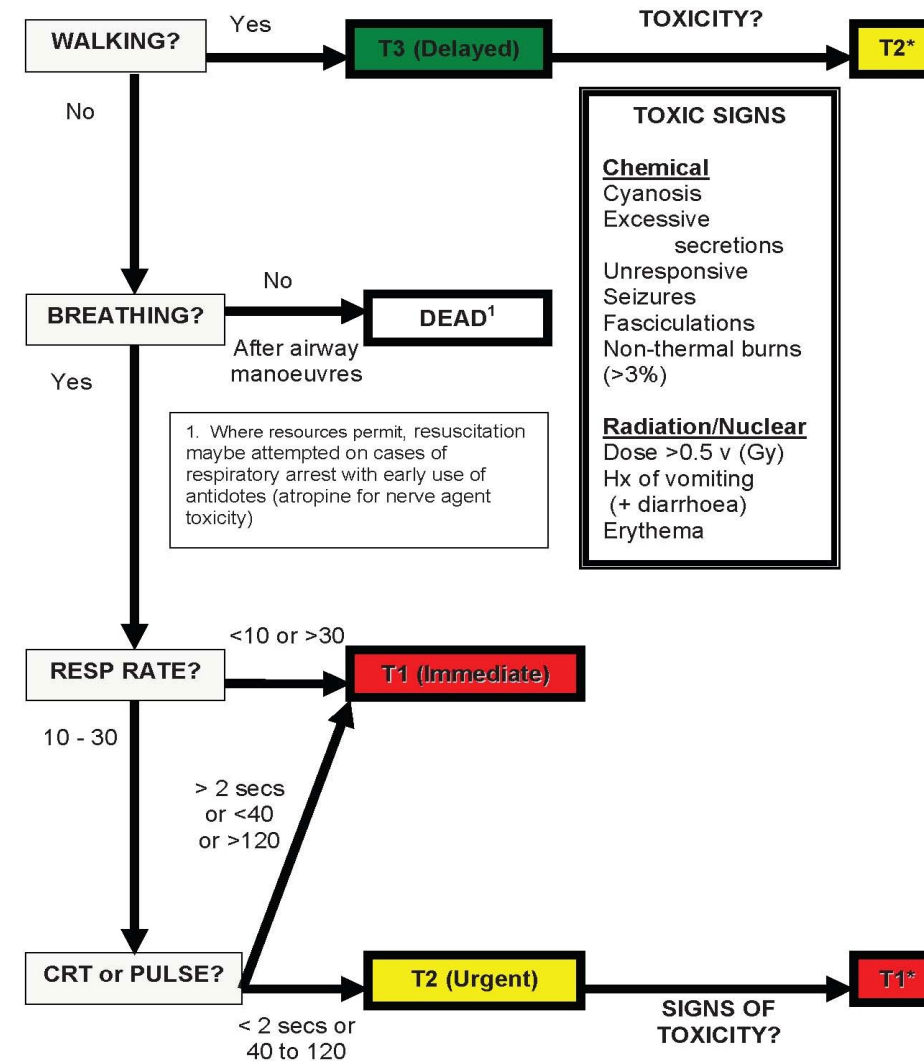 WALKING?
Yes
T3 (Delayed)
TOXICITY?
T2*
No
TOXIC SIGNS
Chemical
Cyanosis
Excessive
secretions
Unresponsive
Seizures
Fasciculations
Non-thermal burns
(>3%)
Radiation/Nuclear
Dose >0.5 v (Gy)
Hx of vomiting
(+ diarrhoea)
Erythema
BREATHING?
No
After airway
manoeuvres
DEAD¹
Yes
1. Where resources permit, resuscitation
maybe attempted on cases of
respiratory arrest with early use of
antidotes (atropine for nerve agent
toxicity)
RESP RATE?
<10 or >30
T1 (Immediate)
10 - 30
> 2 secs
or <40
or >120
CRT or PULSE?
< 2 secs or
40 to 120
T2 (Urgent)
SIGNS OF
TOXICITY?
T1*